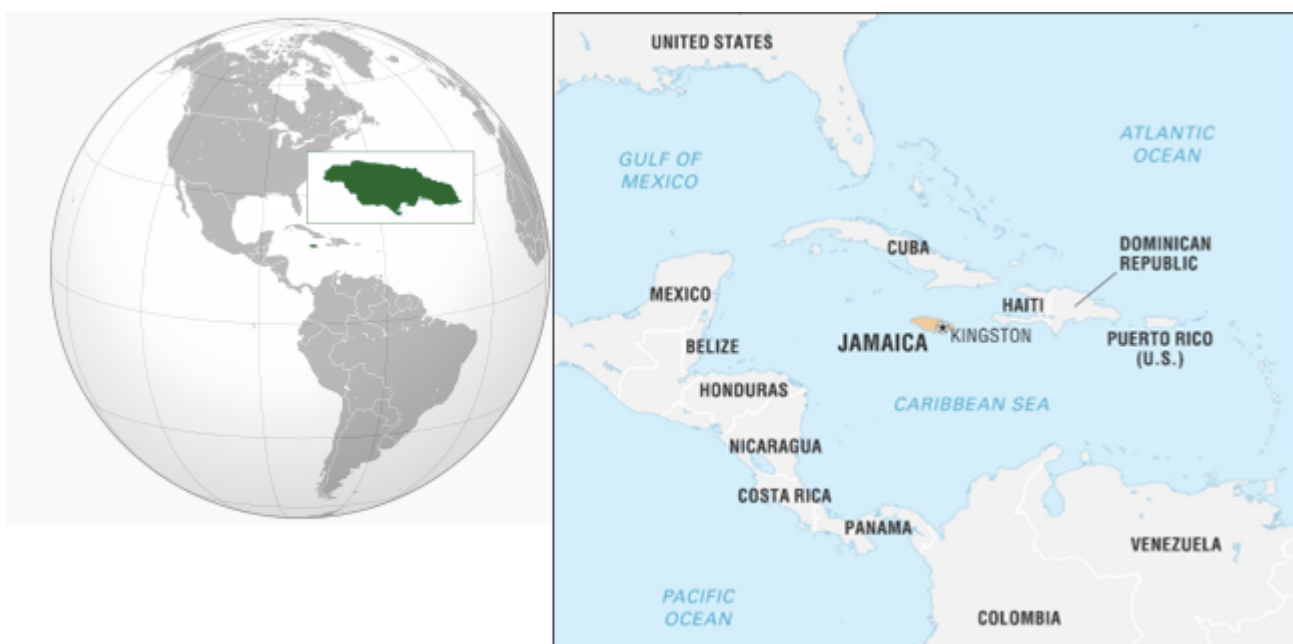 UNITED STATES
ATLANTIC
OCEAN
GULF OF
MEXICO
CUBA
DOMINICAN
REPUBLIC
MEXICO
HAITI
JAMAICA
KINGSTON
PUERTO RICO
(U.S.)
BELIZE
HONDURAS
CARIBBEAN SEA
NICARAGUA
COSTA RICA
PANAMA
VENEZUELA
PACIFIC
OCEAN
COLOMBIA